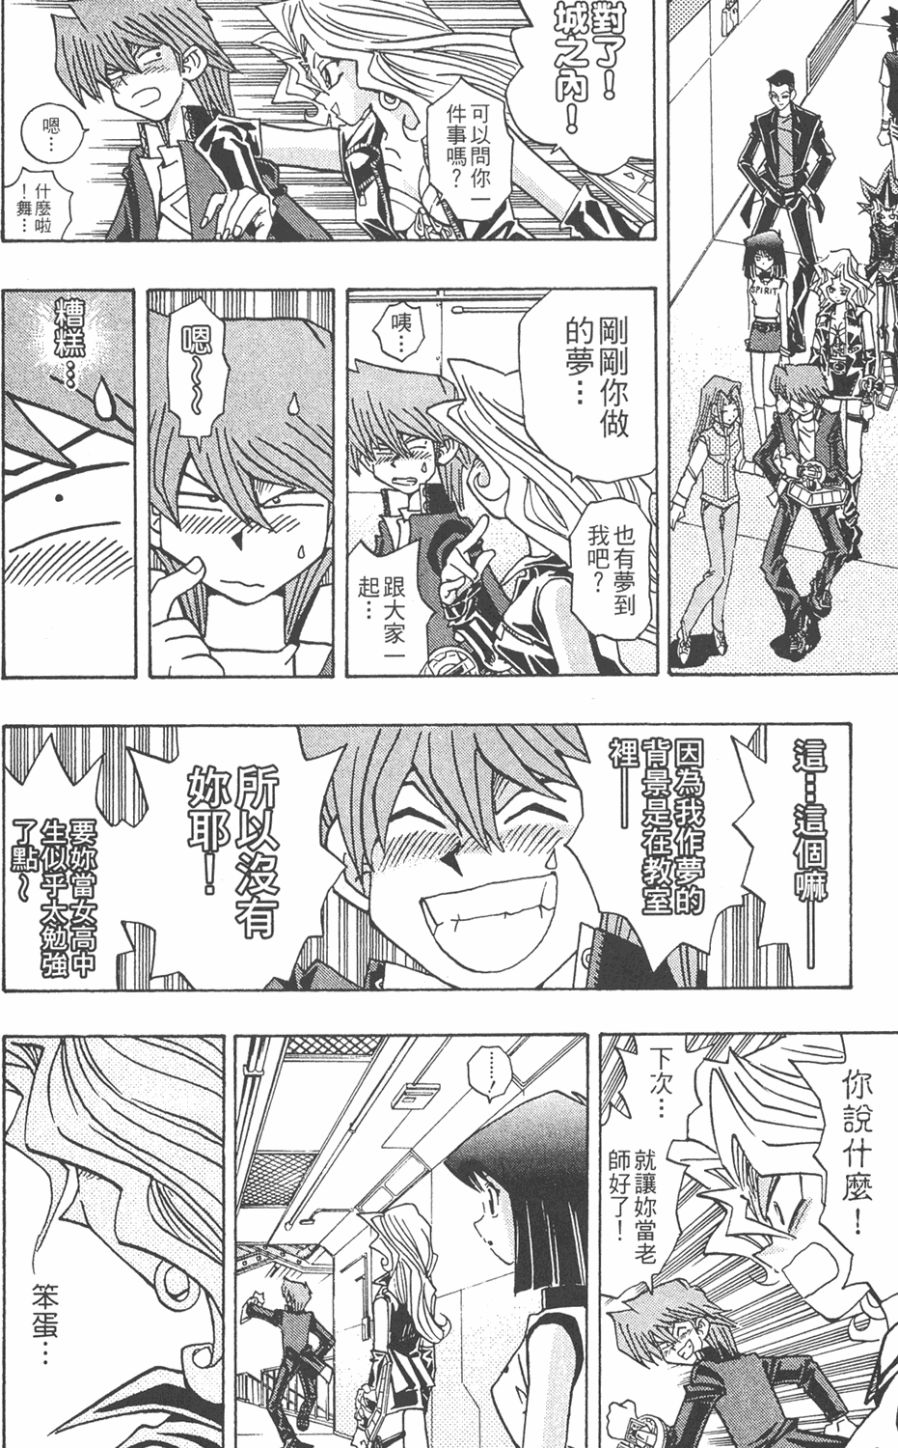 SPIRIT
對了！
城之內！
可以問你一
件事嗎？
嗯…
什麼啦
！舞…
剛剛你做
的夢…
也有夢到
我吧？
咦…
跟大家一
起…
嗯～～
糟糕…
這…這個嘛——
因為我作夢的
背景是在教室
裡——
所以沒有
妳耶！
要妳當女高中
生似乎太勉強
了點～
你說什麼！
下次…
就讓妳當老
師好了！
…！
笨蛋…